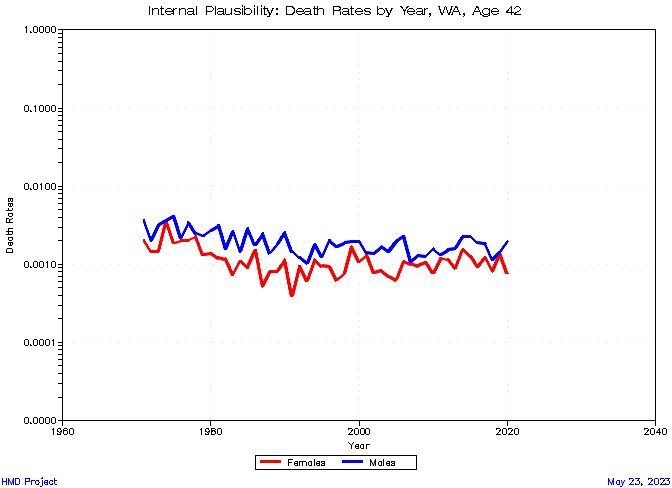 Internal Plausibility: Death Rates by Year, WA, Age 42
1.0000
0.1000
0.0100
0.0010
0.0001
0.0000
Death Rates
1960
1980
2000
2020
2040
Year
Females
Males
HMD Project
May 23, 2023